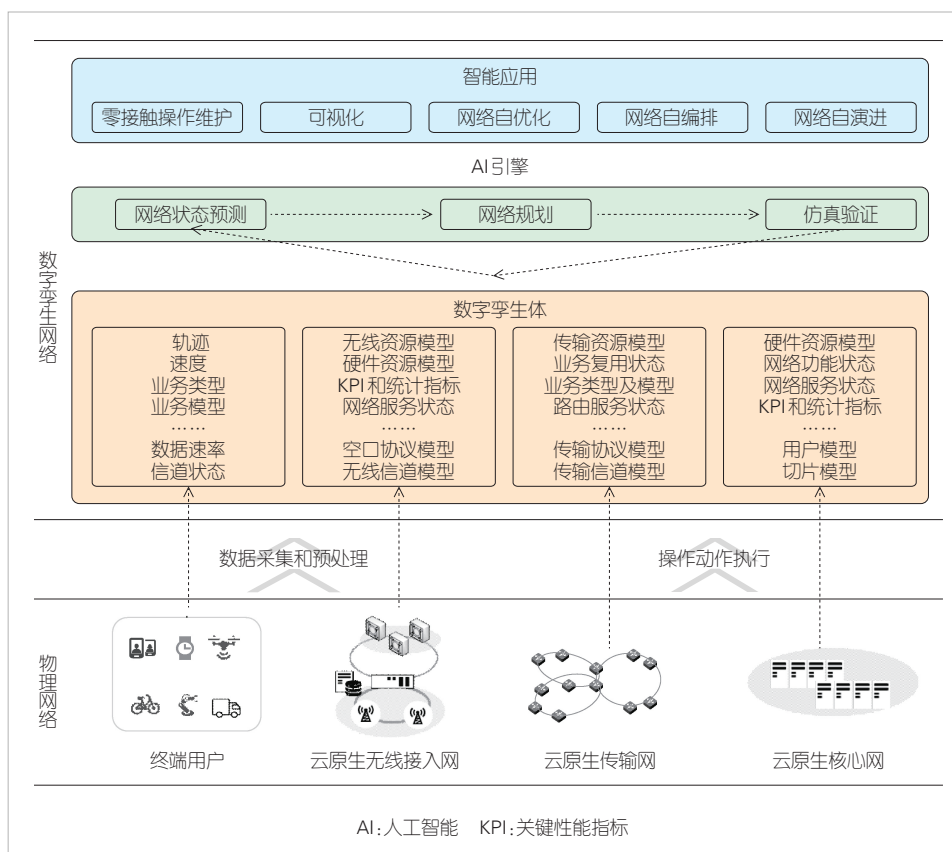 智能应用
零接触操作维护
可视化
网络自优化
网络自编排
网络自演进
AI引擎
网络状态预测
网络规划
仿真验证
数字孪生网络
数字孪生体
轨迹
速度
业务类型
业务模型
……
数据速率
信道状态
无线资源模型
硬件资源模型
KPI和统计指标
网络服务状态
……
空口协议模型
无线信道模型
传输资源模型
业务复用状态
业务类型及模型
路由服务状态
……
传输协议模型
传输信道模型
硬件资源模型
网络功能状态
网络服务状态
KPI和统计指标
……
用户模型
切片模型
数据采集和预处理
操作动作执行
物理网络
终端用户
云原生无线接入网
云原生传输网
云原生核心网
AI:人工智能 KPI:关键性能指标